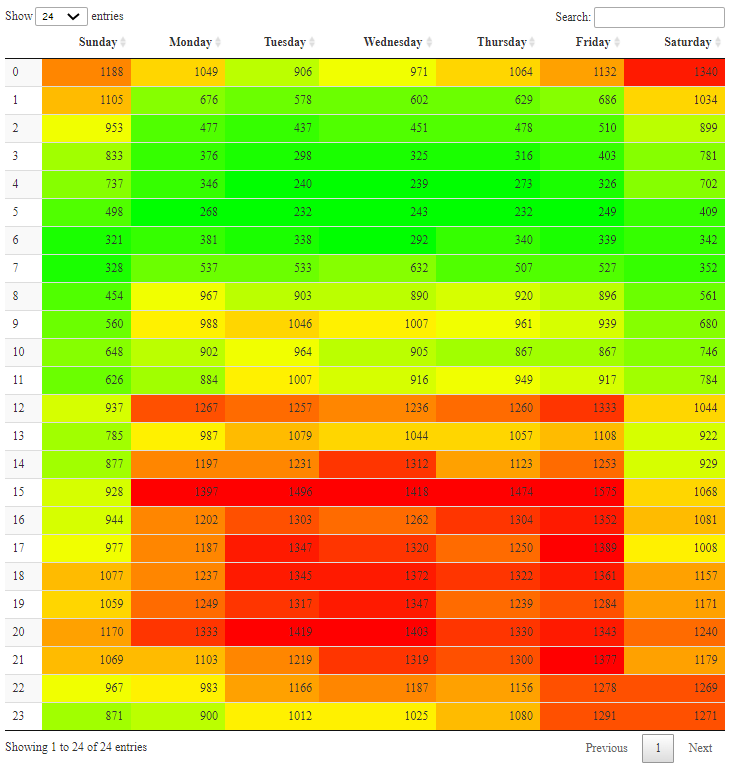 Show 24 entries Search:
Sunday Monday Tuesday Wednesday Thursday Friday Saturday
0 1188 1049 906 971 1064 1132 1340
1 1105 676 578 602 629 686 1034
2 953 477 437 451 478 510 899
3 833 376 298 325 316 403 781
4 737 346 240 239 273 326 702
5 498 268 232 243 232 249 409
6 321 381 338 292 340 339 342
7 328 537 533 632 507 527 352
8 454 967 903 890 920 896 561
9 560 988 1046 1007 961 939 680
10 648 902 964 905 867 867 746
11 626 884 1007 916 949 917 784
12 937 1267 1257 1236 1260 1333 1044
13 785 987 1079 1044 1057 1108 922
14 877 1197 1231 1312 1123 1253 929
15 928 1397 1496 1418 1474 1575 1068
16 944 1202 1303 1262 1304 1352 1081
17 977 1187 1347 1320 1250 1389 1008
18 1077 1237 1345 1372 1322 1361 1157
19 1059 1249 1317 1347 1239 1284 1171
20 1170 1333 1419 1403 1330 1343 1240
21 1069 1103 1219 1319 1300 1377 1179
22 967 983 1166 1187 1156 1278 1269
23 871 900 1012 1025 1080 1291 1271
Showing 1 to 24 of 24 entries Previous 1 Next